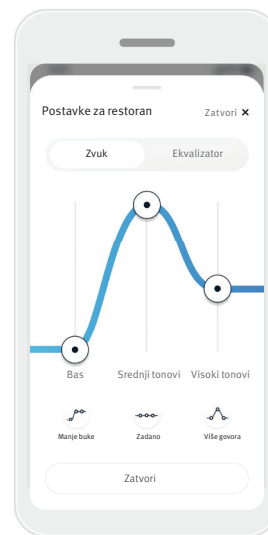 Postavke za restoran
Zatvori ×
Zvuk Ekvalizator
Bas Srednji tonovi Visoki tonovi
Manje buke Zadano Više govora
Zatvori